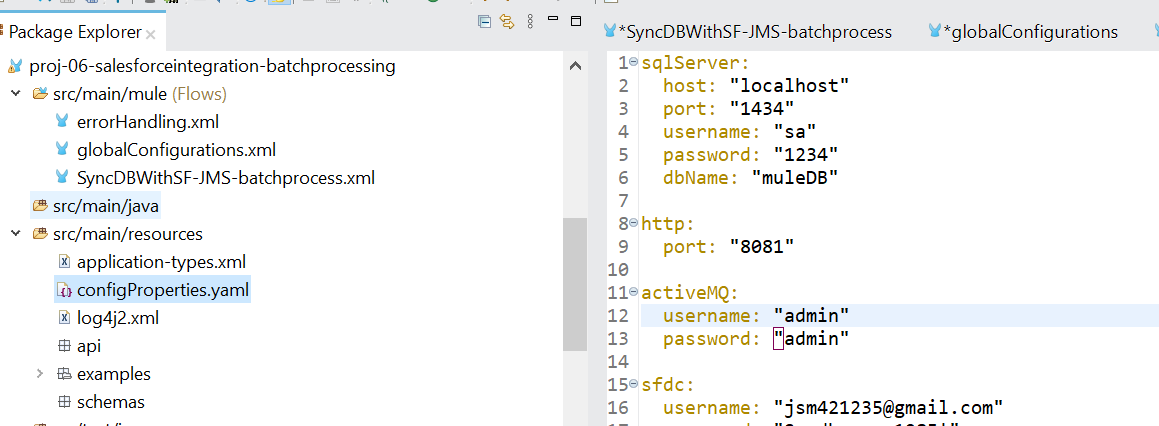 Package Explorer
proj-06-salesforceintegration-batchprocessing
src/main/mule (Flows)
errorHandling.xml
globalConfigurations.xml
SyncDBWithSF-JMS-batchprocess.xml
src/main/java
src/main/resources
application-types.xml
configProperties.yaml
log4j2.xml
api
examples
schemas
*SyncDBWithSF-JMS-batchprocess
*globalConfigurations
1 sqlServer:
2 host: "localhost"
3 port: "1434"
4 username: "sa"
5 password: "1234"
6 dbName: "muleDB"
7
8 http:
9 port: "8081"
10
11 activeMQ:
12 username: "admin"
13 password: "admin"
14
15 sfdc:
16 username: "jsm421235@gmail.com"